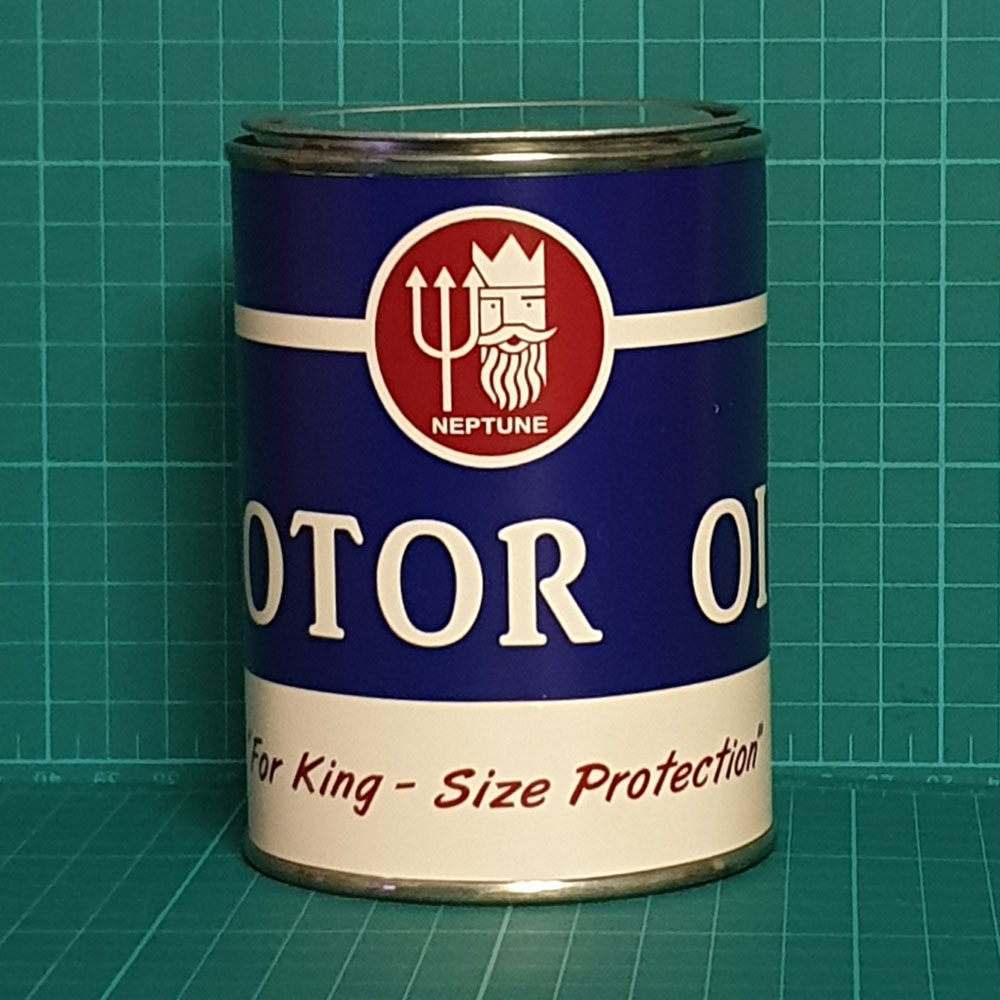 NEPTUNE
OTOR OI
"For King - Size Protection"